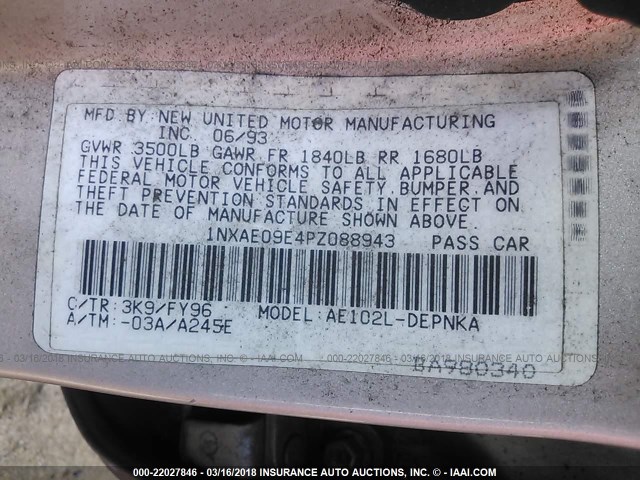 MFD. BY: NEW UNITED MOTOR MANUFACTURING
INC. 06/93
GVWR 3500LB GAWR FR 1840LB RR 1680LB
THIS VEHICLE CONFORMS TO ALL APPLICABLE
FEDERAL MOTOR VEHICLE SAFETY, BUMPER, AND
THEFT PREVENTION STANDARDS IN EFFECT ON
THE DATE OF MANUFACTURE SHOWN ABOVE.
1NXAE09E4PZ088943 PASS CAR
C/TR: 3K9/FY96 MODEL: AE102L-DEPNKA
A/TM: -03A/A245E
BA980340
000-22027846 - 03/16/2018 INSURANCE AUTO AUCTIONS, INC. - © - IAAI.COM